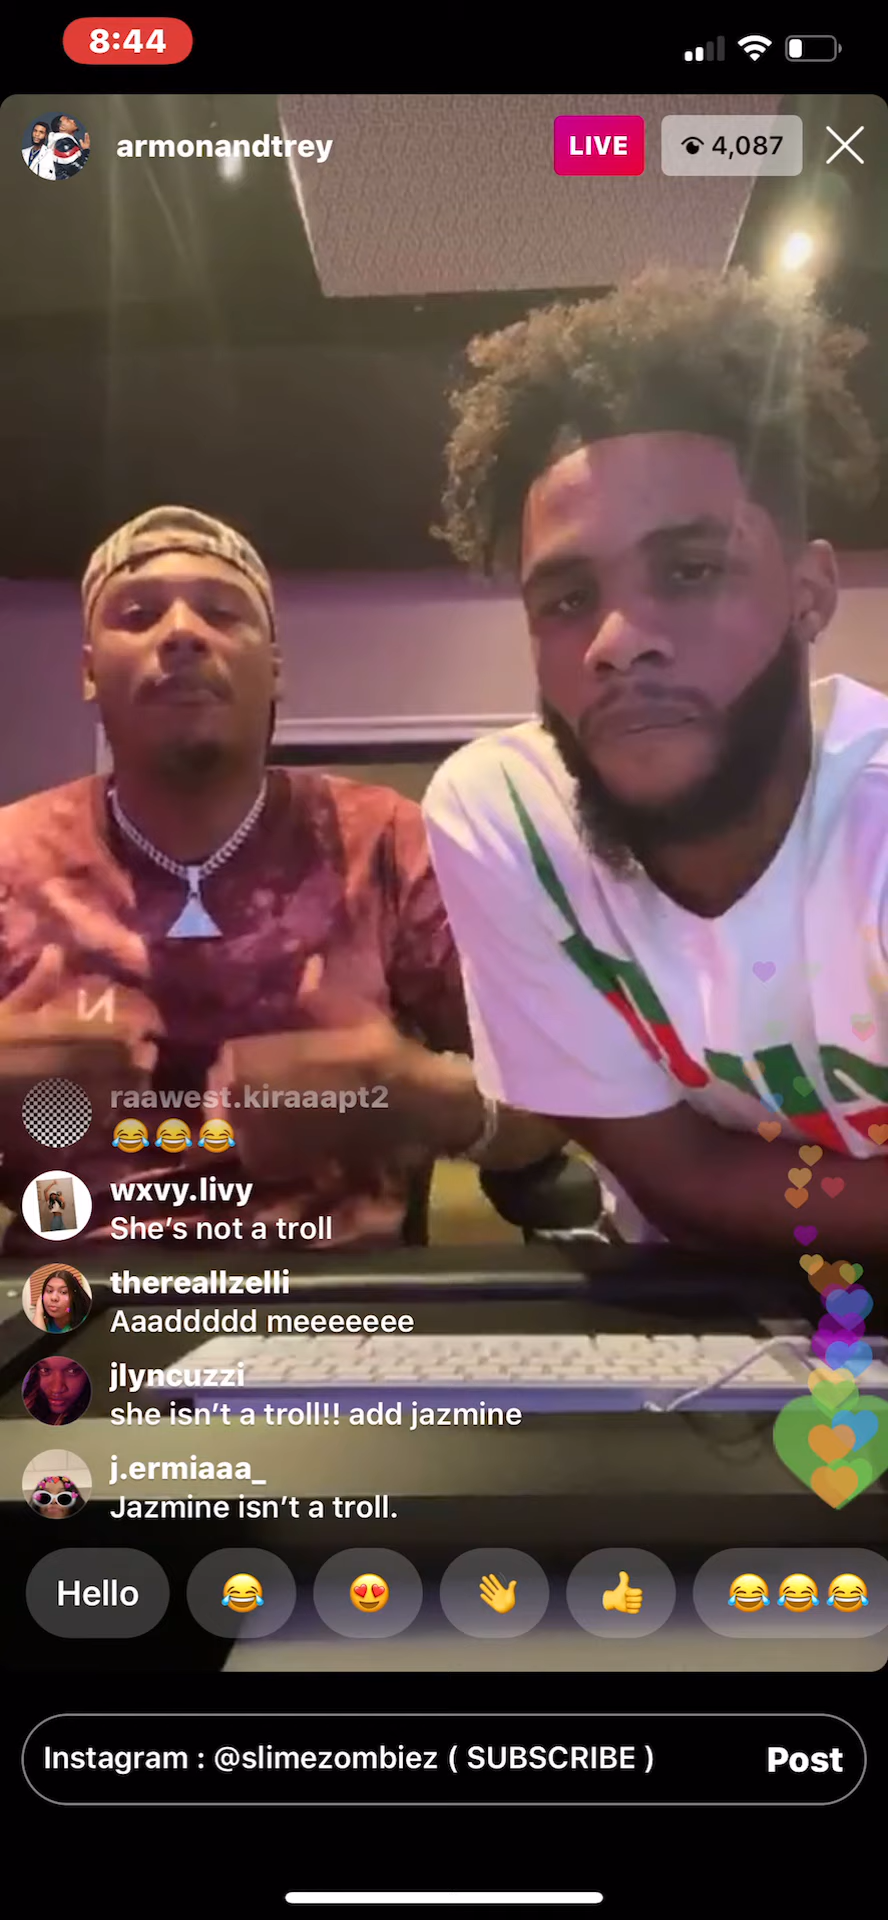 8:44
armonandtrey
LIVE
4,087
raawest.kiraaapt2
😂😂😂
wxvy.livy
She’s not a troll
thereallzelli
Aaaddddd meeeeeee
jlyncuzzi
she isn’t a troll!! add jazmine
j.ermiaaa_
Jazmine isn’t a troll.
Hello 😂 😍 👋 👍 😂😂😂
Instagram : @slimezombiez ( SUBSCRIBE ) Post